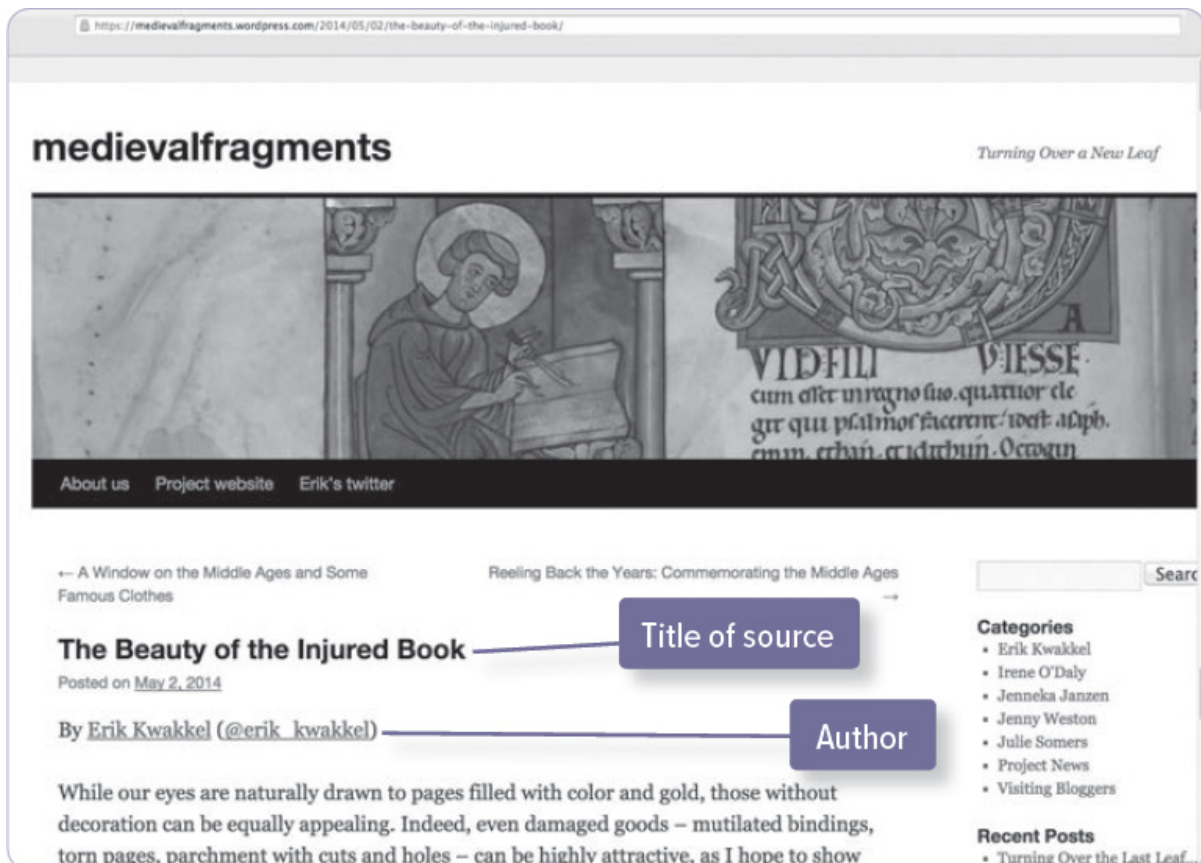 https://medievalfragments.wordpress.com/2014/05/02/the-beauty-of-the-injured-book/
medievalfragments
Turning Over a New Leaf
A
VID FILI
cum esset in regno suo. quatuor ele
git qui psalmos facerent. Asaph.
About us Project website Erik's twitter
← A Window on the Middle Ages and Some
Famous Clothes
Reeling Back the Years: Commemorating the Middle Ages
→
The Beauty of the Injured Book
Title of source
Posted on May 2, 2014
By Erik Kwakkel (@erik_kwakkel)
Author
While our eyes are naturally drawn to pages filled with color and gold, those without
decoration can be equally appealing. Indeed, even damaged goods – mutilated bindings,
torn pages, parchment with cuts and holes – can be highly attractive, as I hope to show
Searc
Categories
• Erik Kwakkel
• Irene O'Daly
• Jenneka Janzen
• Jenny Weston
• Julie Somers
• Project News
• Visiting Bloggers
Recent Posts
• Turning Over the Last Leaf